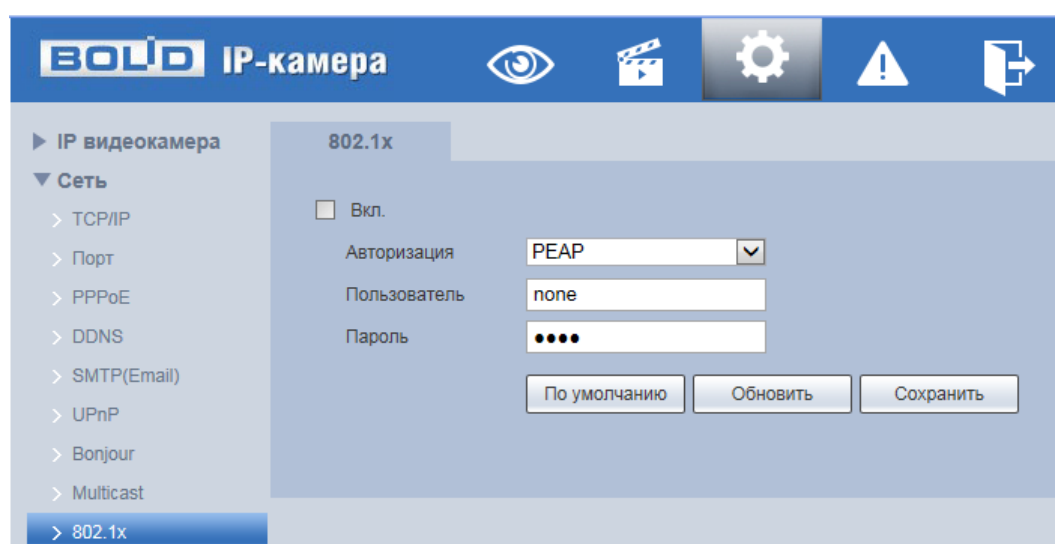 BOLID IP-камера
IP видеокамера
Сеть
TCP/IP
Порт
PPPoE
DDNS
SMTP(Email)
UPnP
Bonjour
Multicast
802.1x
802.1x
Вкл.
Авторизация PEAP
Пользователь none
Пароль ●●●●
По умолчанию Обновить Сохранить